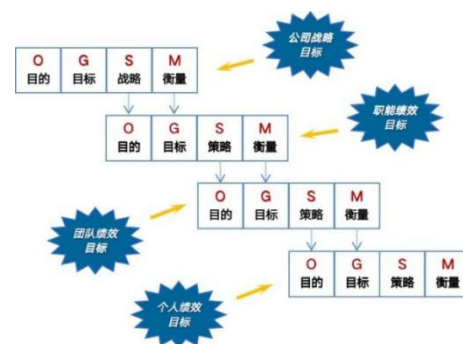 公司战略
目标
O G S M
目的 目标 战略 衡量
职能绩效
目标
O G S M
目的 目标 策略 衡量
O G S M
目的 目标 策略 衡量
团队绩效
目标
O G S M
目的 目标 策略 衡量
个人绩效
目标